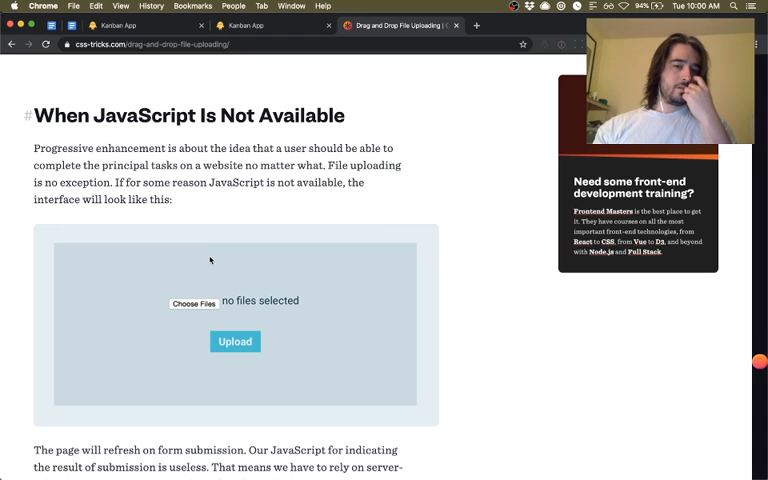 Chrome File Edit View History Bookmarks People Tab Window Help 94% Tue 10:00 AM
Kanban App Kanban App Drag and Drop File Uploading |
css-tricks.com/drag-and-drop-file-uploading/
#When JavaScript Is Not Available
Progressive enhancement is about the idea that a user should be able to
complete the principal tasks on a website no matter what. File uploading
is no exception. If for some reason JavaScript is not available, the
interface will look like this:
Choose Files no files selected
Upload
The page will refresh on form submission. Our JavaScript for indicating
the result of submission is useless. That means we have to rely on server-
Need some front-end
development training?
Frontend Masters is the best place to get
it. They have courses on all the most
important front-end technologies, from
React to CSS, from Vue to D3, and beyond
with Node.js and Full Stack.